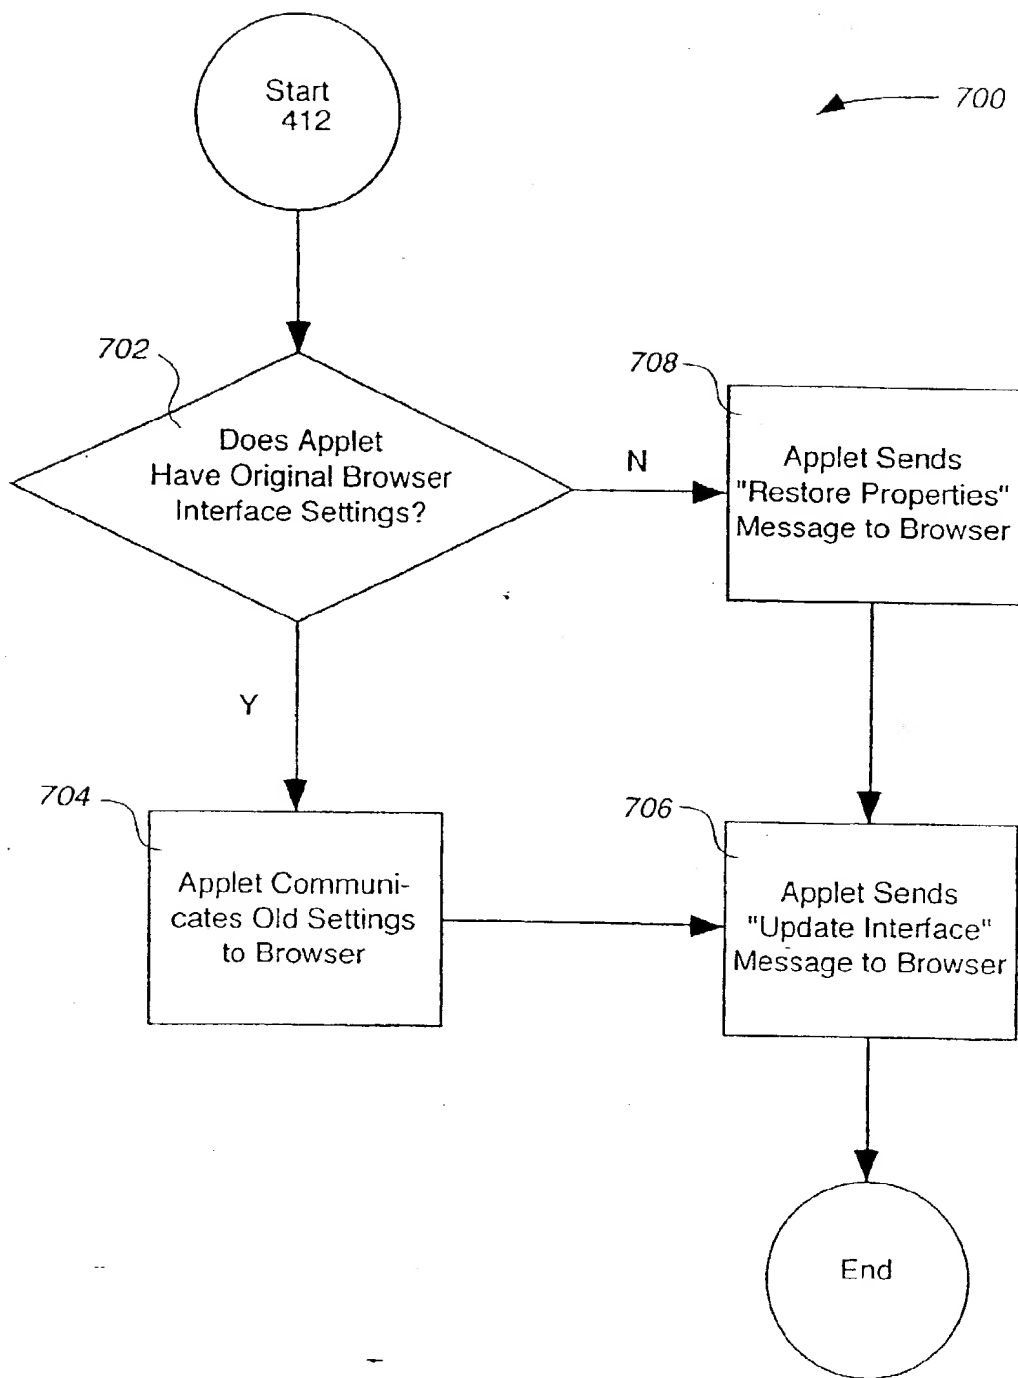 Start
412
700
702
Does Applet
Have Original Browser
Interface Settings?
N
708
Applet Sends
"Restore Properties"
Message to Browser
Y
704
Applet Communi-
cates Old Settings
to Browser
706
Applet Sends
"Update Interface"
Message to Browser
End